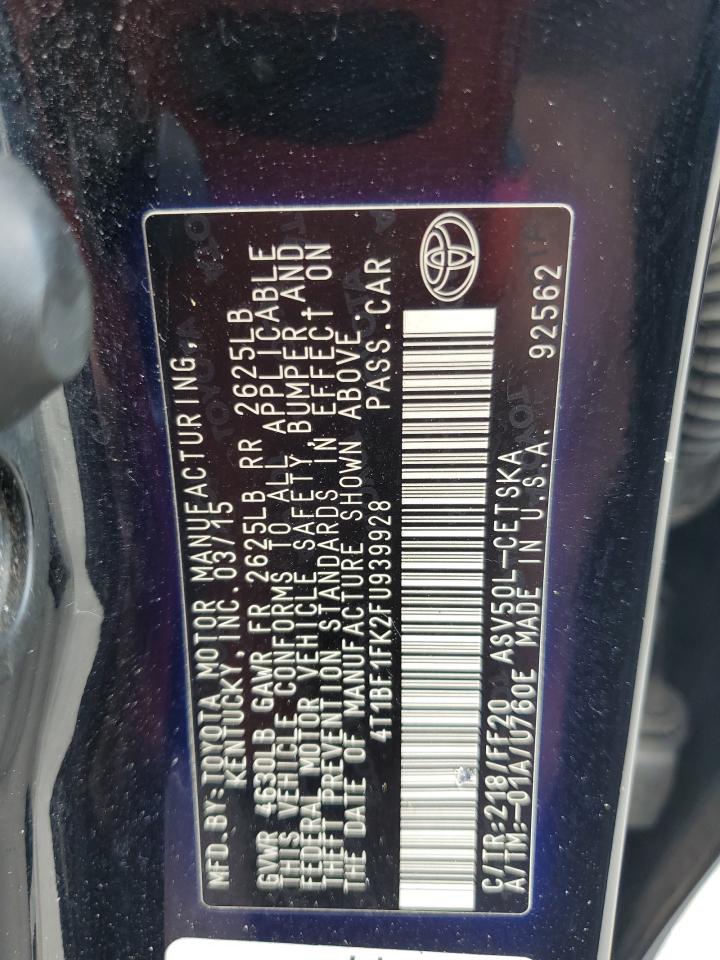 MFD.BY:TOYOTA MOTOR MANUFACTURING,
KENTUCKY, INC. 03/15
GVWR 4630LB GAWR FR 2625LB RR 2625LB
THIS VEHICLE CONFORMS TO ALL APPLICABLE
FEDERAL MOTOR VEHICLE SAFETY, BUMPER, AND
THEFT PREVENTION STANDARDS IN EFFECT ON
THE DATE OF MANUFACTURE SHOWN ABOVE.
4T1BF1FK2FU939928 PASS.CAR
C/TR:218/FF20 ASV50L-CETSKA
A/TM:-01A/U760E MADE IN U.S.A. 92562